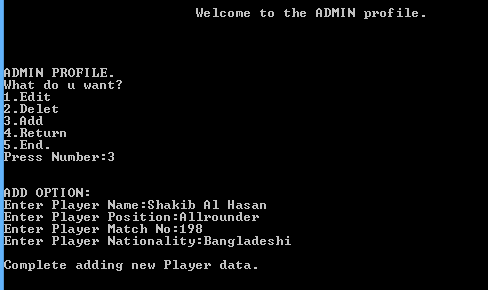 Welcome to the ADMIN profile.
ADMIN PROFILE.
What do u want?
1.Edit
2.Delet
3.Add
4.Return
5.End.
Press Number:3
ADD OPTION:
Enter Player Name:Shakib Al Hasan
Enter Player Position:Allrounder
Enter Player Match No:198
Enter Player Nationality:Bangladeshi
Complete adding new Player data.